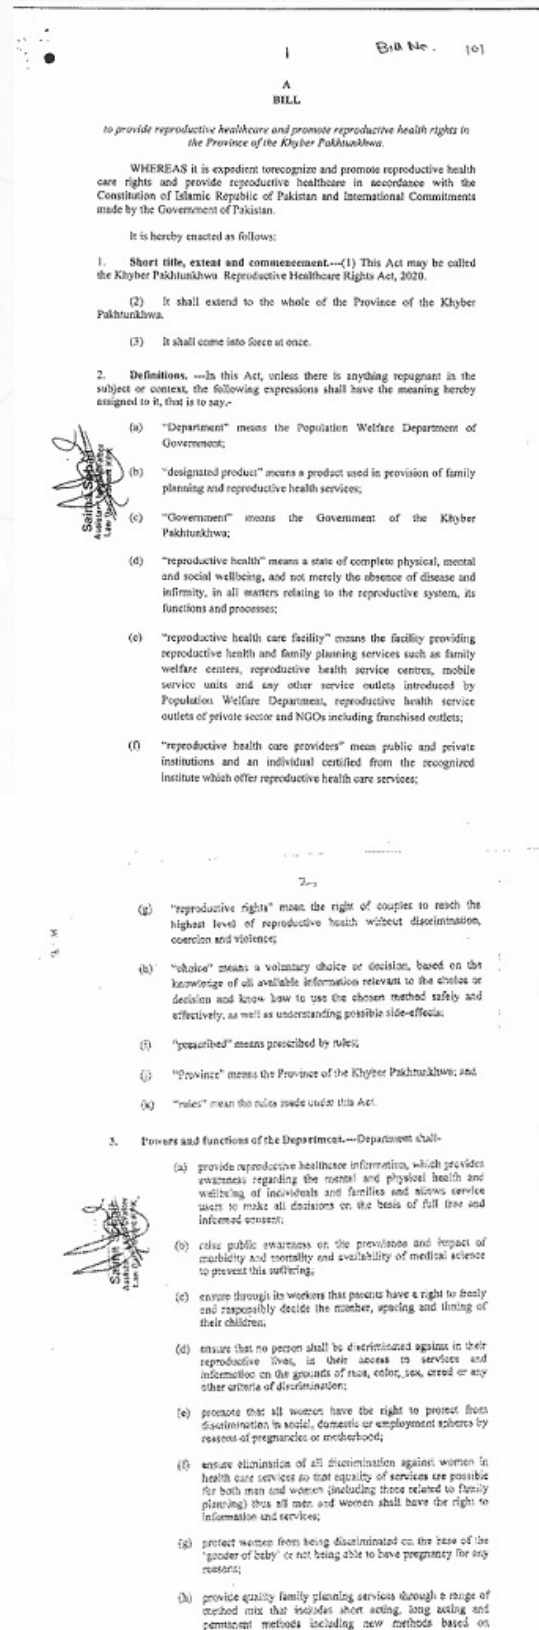 1
Bill No. 101
A
BILL
to provide reproductive healthcare and promote reproductive health rights in
the Province of the Khyber Pakhtunkhwa.
WHEREAS it is expedient torecognize and promote reproductive health
care rights and provide reproductive healthcare in accordance with the
Constitution of Islamic Republic of Pakistan and International Commitments
made by the Government of Pakistan.
It is hereby enacted as follows:
1. Short title, extent and commencement.---(1) This Act may be called
the Khyber Pakhtunkhwa Reproductive Healthcare Rights Act, 2020.
(2) It shall extend to the whole of the Province of the Khyber
Pakhtunkhwa.
(3) It shall come into force at once.
2. Definitions. ---In this Act, unless there is anything repugnant in the
subject or context, the following expressions shall have the meaning hereby
assigned to it, that is to say,-
(a) "Department" means the Population Welfare Department of
Government;
(b) "designated product" means a product used in provision of family
planning and reproductive health services;
(c) "Government" means the Government of the Khyber
Pakhtunkhwa;
(d) "reproductive health" means a state of complete physical, mental
and social wellbeing, and not merely the absence of disease and
infirmity, in all matters relating to the reproductive system, its
functions and processes;
(e) "reproductive health care facility" means the facility providing
reproductive health and family planning services such as family
welfare centers, reproductive health service centres, mobile
service units and any other service outlets introduced by
Population Welfare Department, reproductive health service
outlets of private sector and NGOs including franchised outlets;
(f) "reproductive health care providers" mean public and private
institutions and an individual certified from the recognized
institute which offer reproductive health care services;
2
(g) "reproductive rights" mean the right of couples to reach the
highest level of reproductive health without discrimination,
coercion and violence;
(h) "choice" means a voluntary choice or decision, based on the
knowledge of all available information relevant to the choice or
decision and know how to use the chosen method safely and
effectively, as well as understanding possible side-effects;
(i) "prescribed" means prescribed by rules;
(j) "Province" means the Province of the Khyber Pakhtunkhwa; and
(k) "rules" mean the rules made under this Act.
3. Powers and functions of the Department.---Department shall-
(a) provide reproductive healthcare information, which provides
awareness regarding the mental and physical health and
wellbeing of individuals and families and allows service
users to make all decisions on the basis of full free and
informed consent;
(b) raise public awareness on the prevalence and impact of
morbidity and mortality and availability of medical science
to prevent this suffering;
(c) ensure through its workers that parents have a right to freely
and responsibly decide the number, spacing and timing of
their children;
(d) ensure that no person shall be discriminated against in their
reproductive lives, in their access to services and
information on the grounds of race, color, sex, creed or any
other criteria of discrimination;
(e) promote that all women have the right to protect from
discrimination in social, domestic or employment spheres by
reasons of pregnancies or motherhood;
(f) ensure elimination of all discrimination against women in
health care services so that equality of services are possible
for both men and women (including those related to family
planning) thus all men and women shall have the right to
information and services;
(g) protect women from being discriminated on the base of the
"gender of baby" or not being able to have pregnancy for any
reasons;
(h) provide quality family planning services through a range of
method mix that includes short acting, long acting and
permanent methods including new methods based on